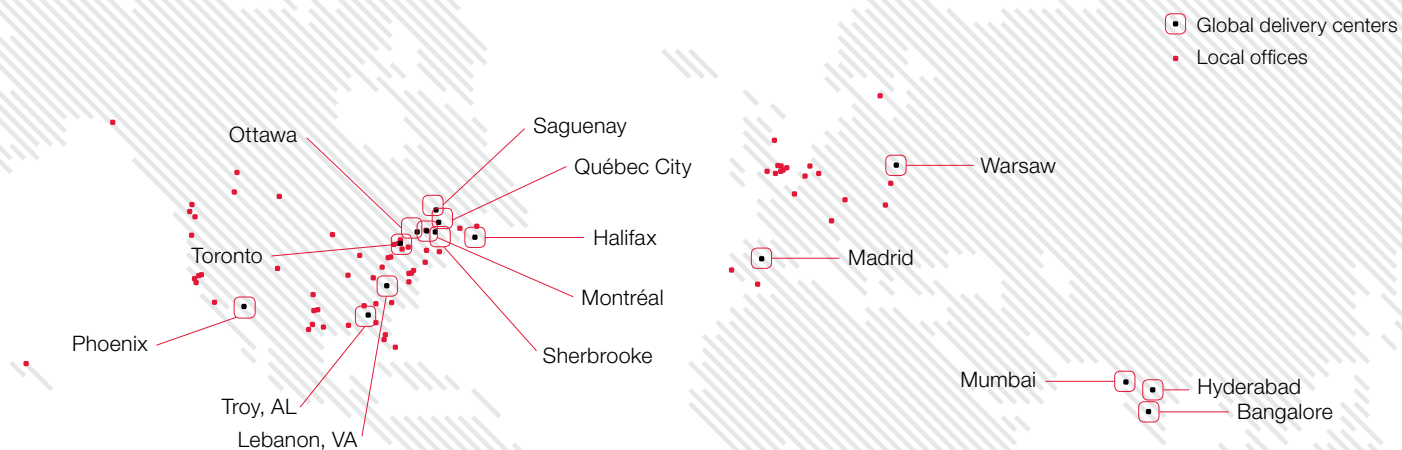 Global delivery centers
Local offices
Ottawa
Saguenay
Québec City
Warsaw
Toronto
Halifax
Madrid
Montréal
Phoenix
Sherbrooke
Mumbai
Hyderabad
Troy, AL
Bangalore
Lebanon, VA